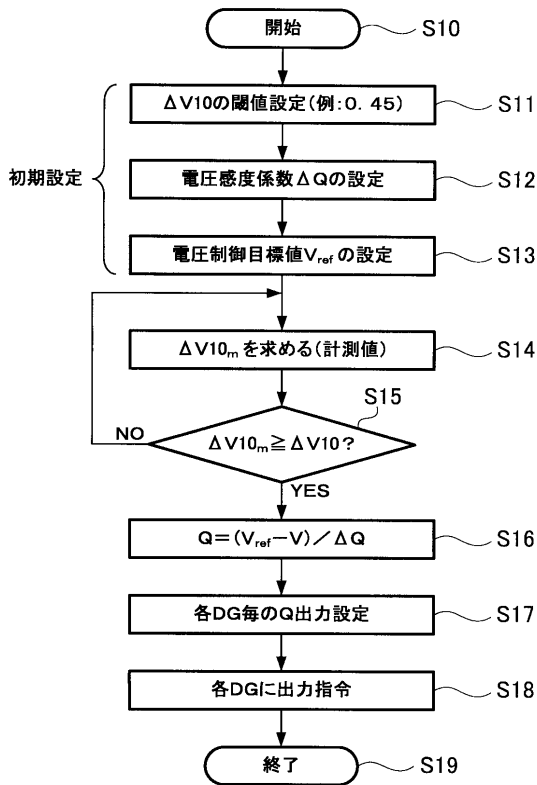 開始
S10
ΔV10の閾値設定(例:0.45)
S11
初期設定
電圧感度係数ΔQの設定
S12
電圧制御目標値Vrefの設定
S13
ΔV10mを求める(計測値)
S14
S15
ΔV10m≧ΔV10?
NO
YES
Q=(Vref-V)/ΔQ
S16
各DG毎のQ出力設定
S17
各DGに出力指令
S18
終了
S19